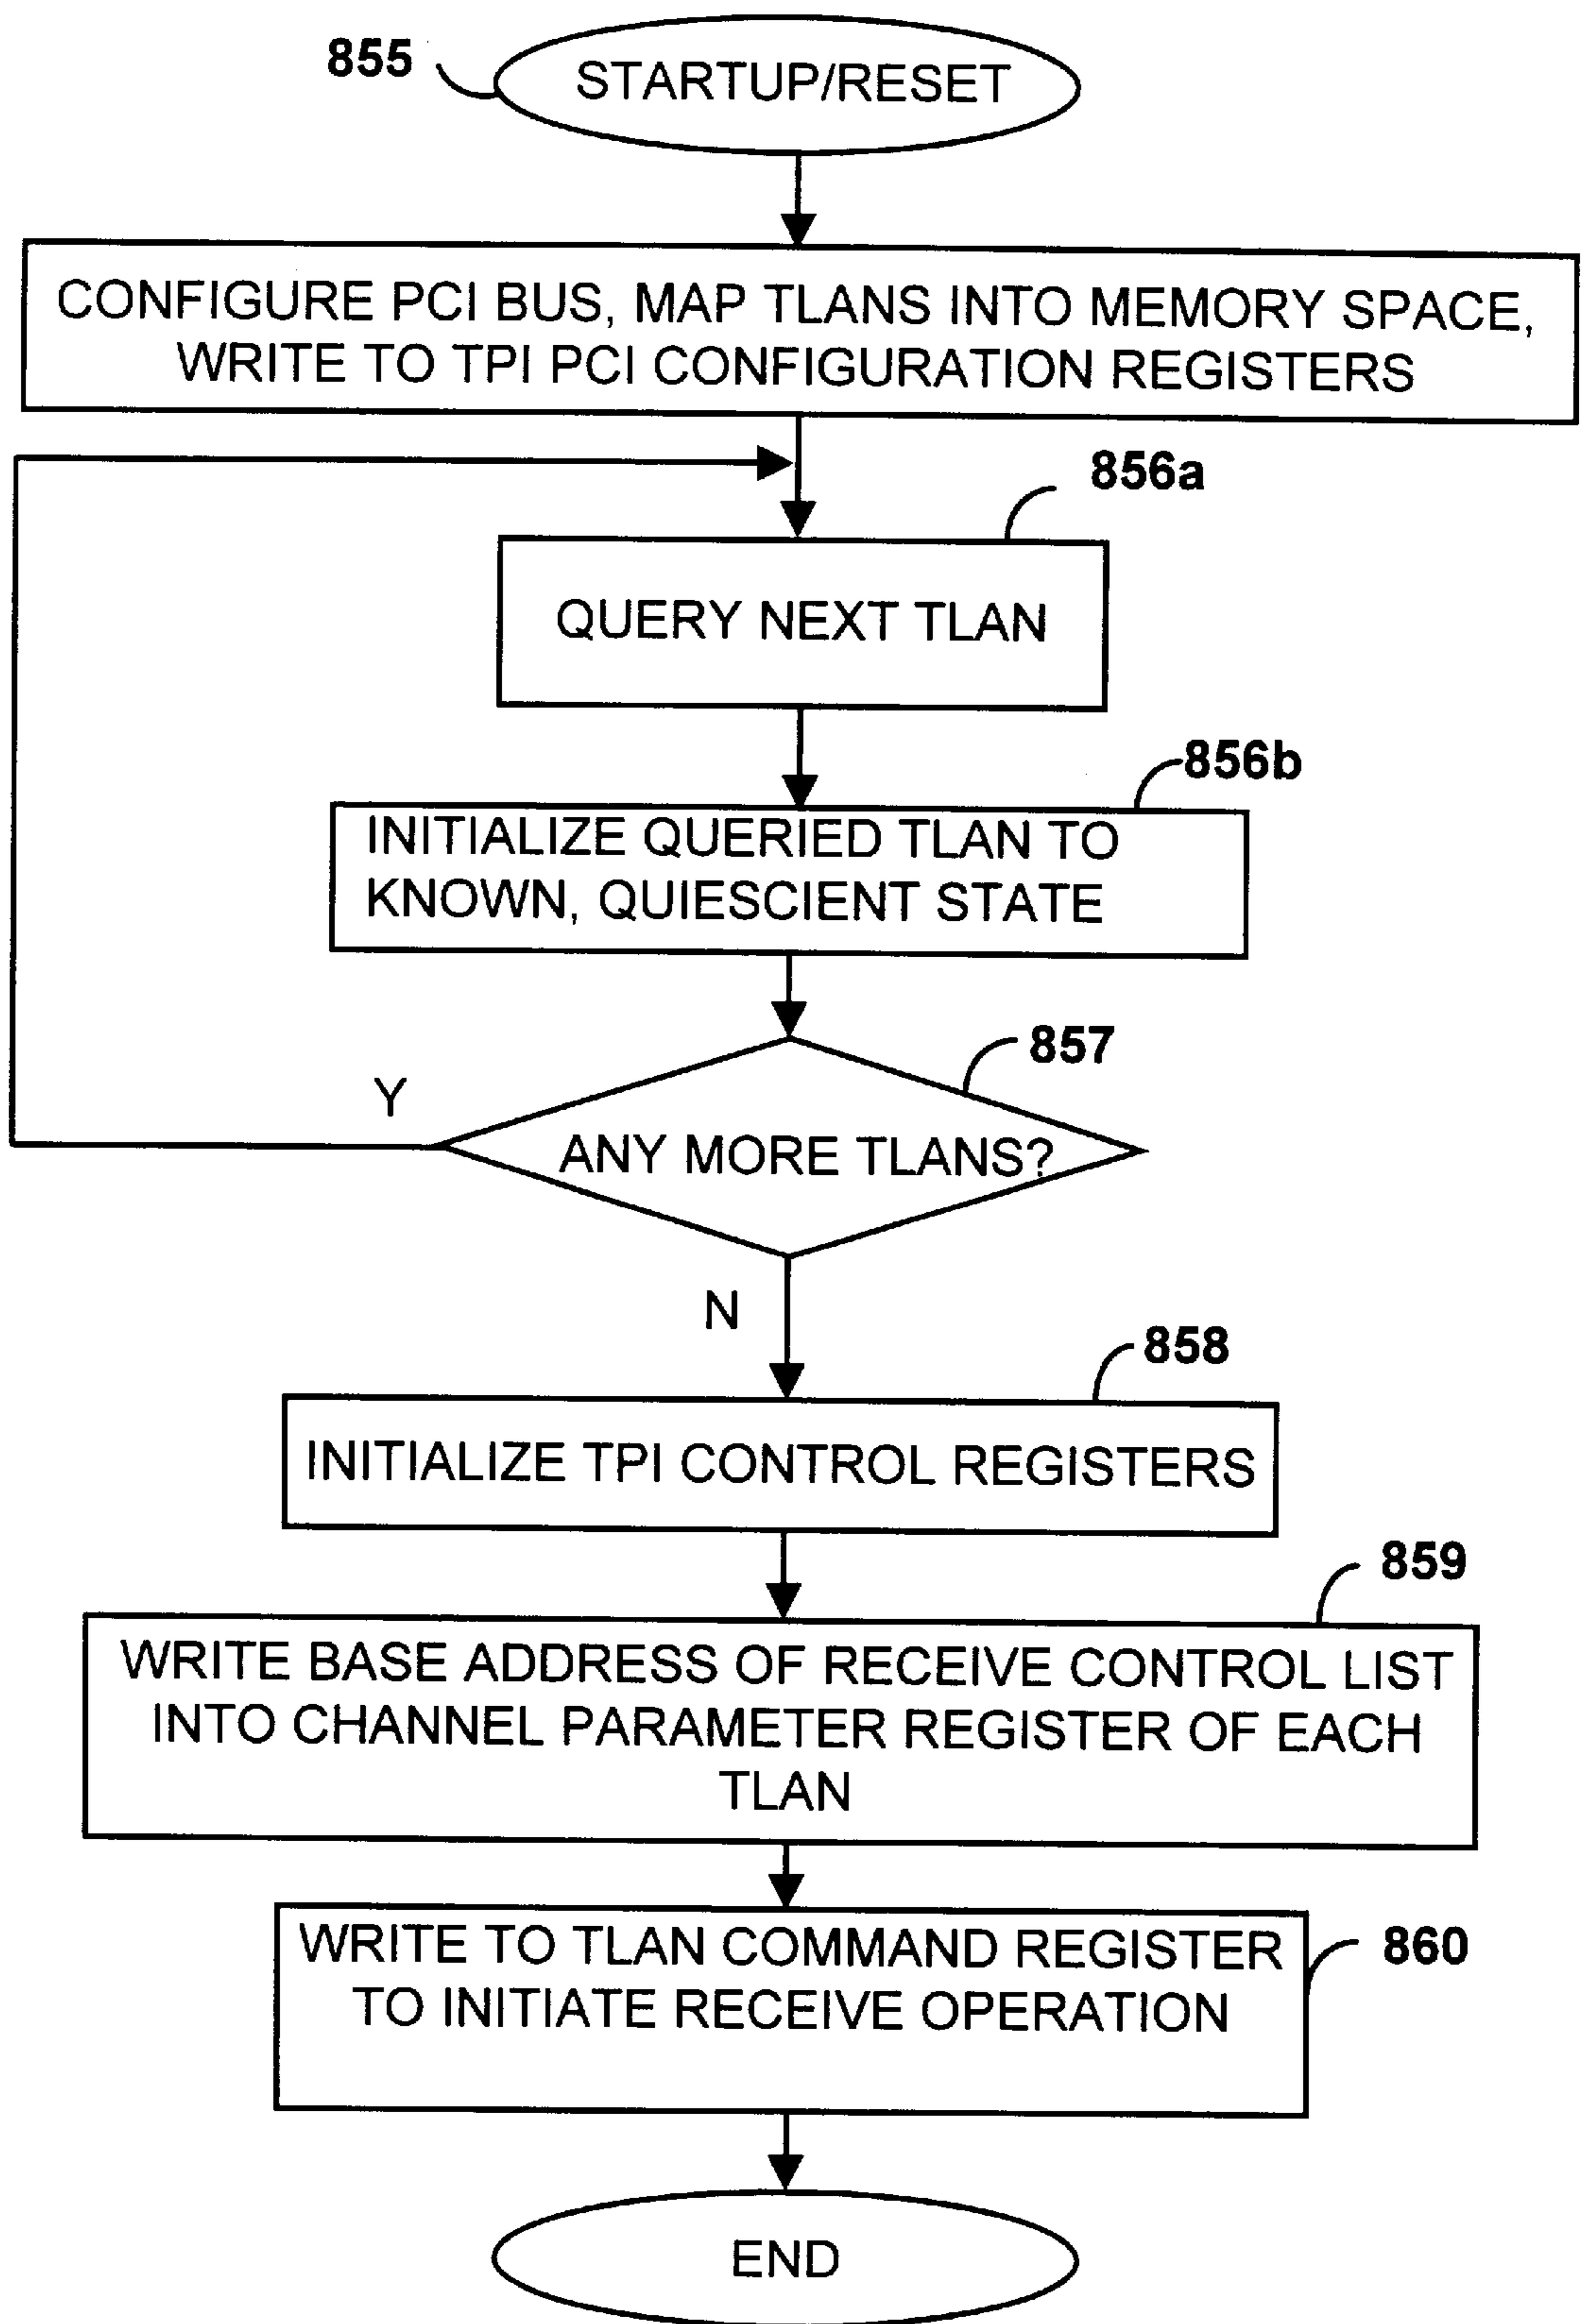 855
STARTUP/RESET
CONFIGURE PCI BUS, MAP TLANS INTO MEMORY SPACE,
WRITE TO TPI PCI CONFIGURATION REGISTERS
856a
QUERY NEXT TLAN
856b
INITIALIZE QUERIED TLAN TO
KNOWN, QUIESCIENT STATE
857
Y
ANY MORE TLANS?
N
858
INITIALIZE TPI CONTROL REGISTERS
859
WRITE BASE ADDRESS OF RECEIVE CONTROL LIST
INTO CHANNEL PARAMETER REGISTER OF EACH
TLAN
WRITE TO TLAN COMMAND REGISTER
860
TO INITIATE RECEIVE OPERATION
END